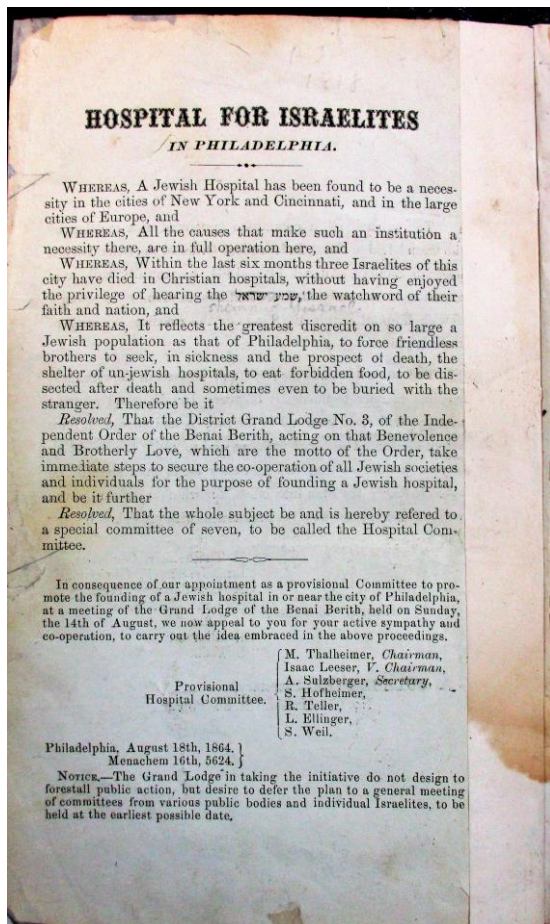 HOSPITAL FOR ISRAELITES
IN PHILADELPHIA.
WHEREAS, A Jewish Hospital has been found to be a neces-
sity in the cities of New York and Cincinnati, and in the large
cities of Europe, and
WHEREAS, All the causes that make such an institution a
necessity there, are in full operation here, and
WHEREAS, Within the last six months three Israelites of this
city have died in Christian hospitals, without having enjoyed
the privilege of hearing the שמע ישראל, the watchword of their
faith and nation, and
WHEREAS, It reflects the greatest discredit on so large a
Jewish population as that of Philadelphia, to force friendless
brothers to seek, in sickness and the prospect of death, the
shelter of un-jewish hospitals, to eat forbidden food, to be dis-
sected after death and sometimes even to be buried with the
stranger. Therefore be it
Resolved, That the District Grand Lodge No. 3, of the Inde-
pendent Order of the Benai Berith, acting on that Benevolence
and Brotherly Love, which are the motto of the Order, take
immediate steps to secure the co-operation of all Jewish societies
and individuals for the purpose of founding a Jewish hospital,
and be it further
Resolved, That the whole subject be and is hereby refered to
a special committee of seven, to be called the Hospital Com-
mittee.
In consequence of our appointment as a provisional Committee to pro-
mote the founding of a Jewish hospital in or near the city of Philadelphia,
at a meeting of the Grand Lodge of the Benai Berith, held on Sunday,
the 14th of August, we now appeal to you for your active sympathy and
co-operation, to carry out the idea embraced in the above proceedings.
Provisional
Hospital Committee.
M. Thalheimer, Chairman,
Isaac Leeser, V. Chairman,
A. Sulzberger, Secretary,
S. Hofheimer,
R. Teller,
L. Ellinger,
S. Weil.
Philadelphia, August 18th, 1864.
Menachem 16th, 5624.
NOTICE.—The Grand Lodge in taking the initiative do not design to
forestall public action, but desire to defer the plan to a general meeting
of committees from various public bodies and individual Israelites, to be
held at the earliest possible date.